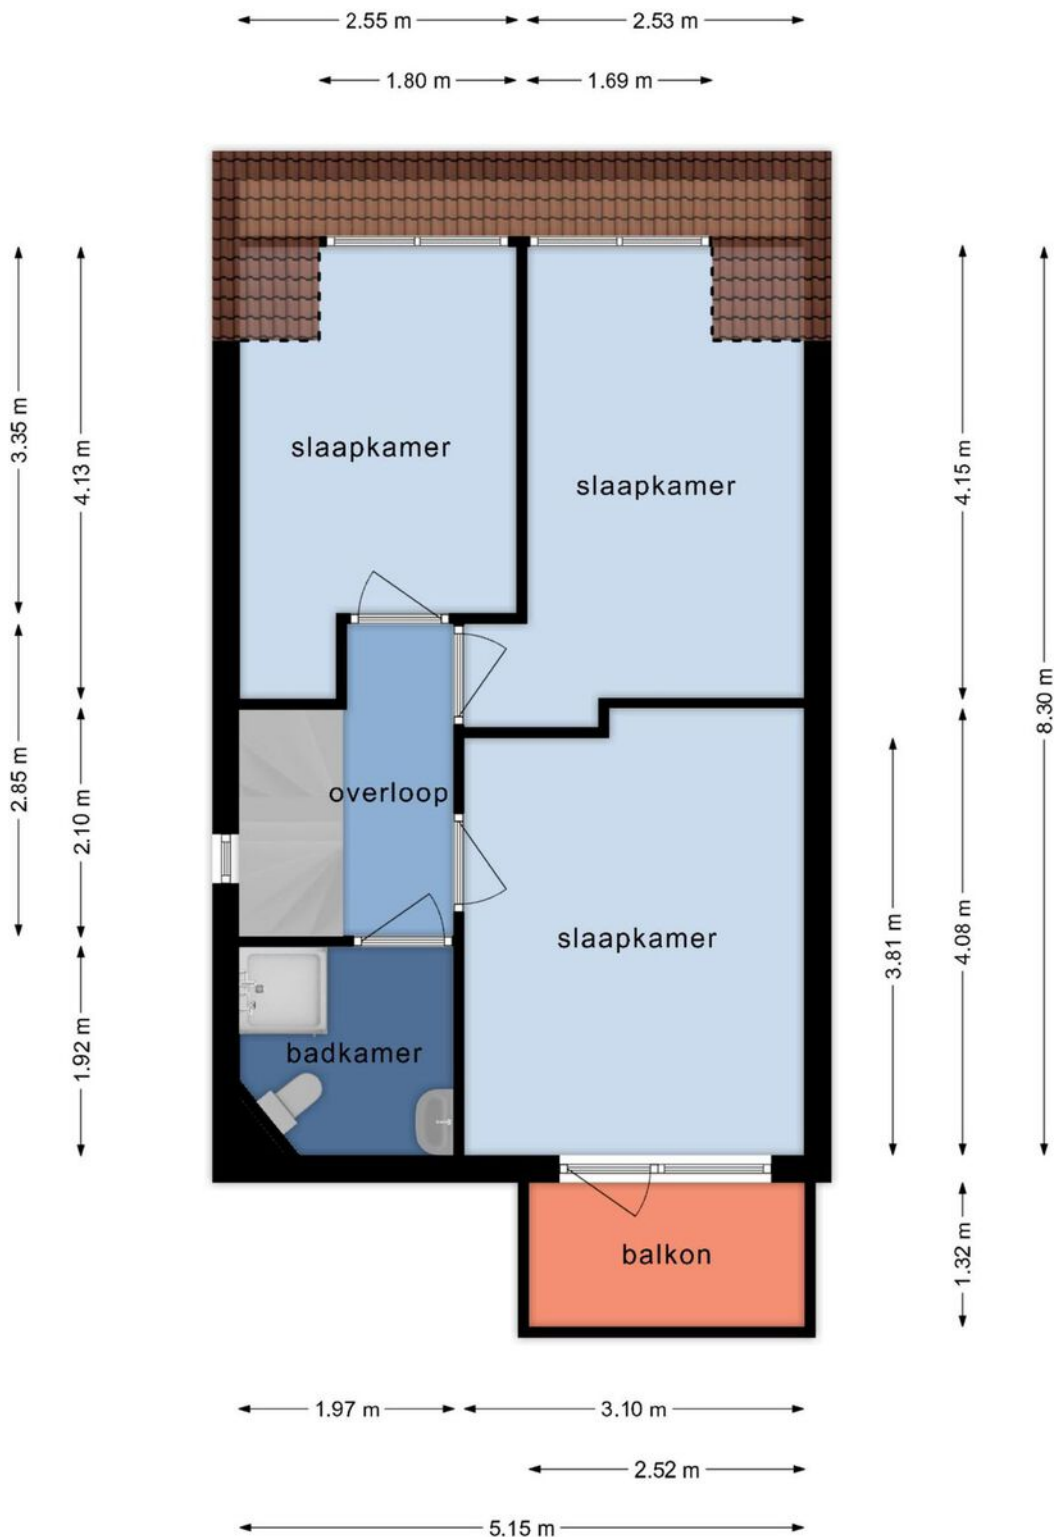 2.55 m
2.53 m
1.80 m
1.69 m
3.35 m
4.13 m
4.15 m
slaapkamer
slaapkamer
8.30 m
2.85 m
2.10 m
overloop
3.81 m
4.08 m
slaapkamer
1.92 m
badkamer
balkon
1.32 m
1.97 m
3.10 m
2.52 m
5.15 m